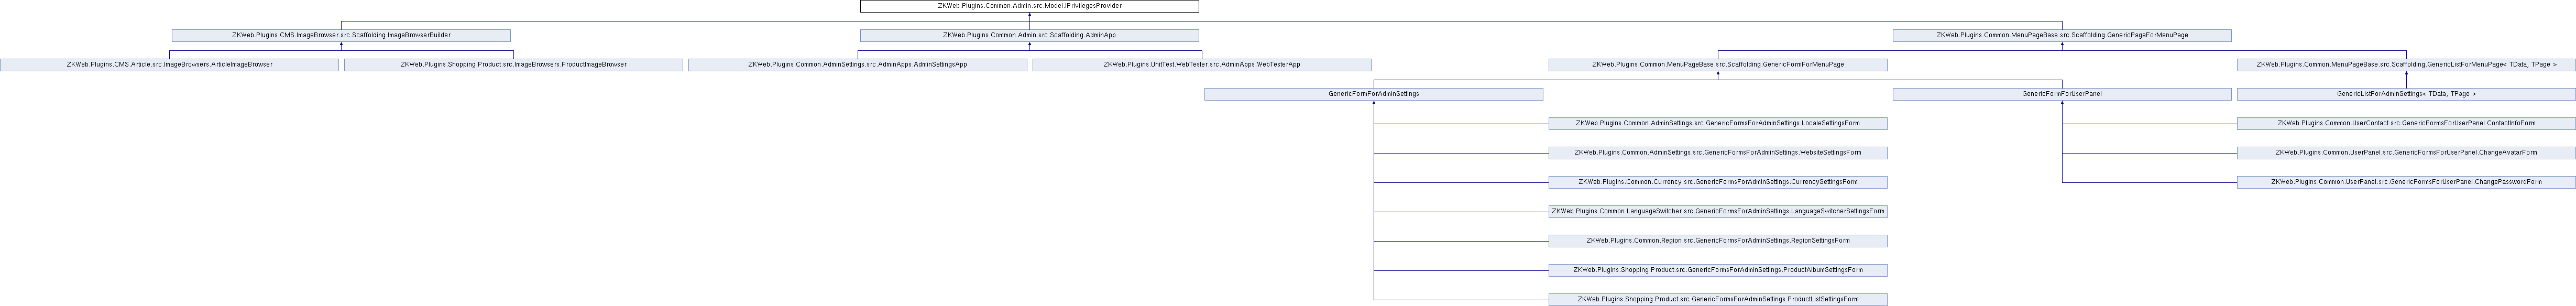 ZKWeb.Plugins.Common.Admin.src.Model.IPrivilegesProvider
ZKWeb.Plugins.CMS.ImageBrowser.src.Scaffolding.ImageBrowserBuilder
ZKWeb.Plugins.Common.Admin.src.Scaffolding.AdminApp
ZKWeb.Plugins.Common.MenuPageBase.src.Scaffolding.GenericPageForMenuPage
ZKWeb.Plugins.CMS.Article.src.ImageBrowsers.ArticleImageBrowser
ZKWeb.Plugins.Shopping.Product.src.ImageBrowsers.ProductImageBrowser
ZKWeb.Plugins.Common.AdminSettings.src.AdminApps.AdminSettingsApp
ZKWeb.Plugins.UnitTest.WebTester.src.AdminApps.WebTesterApp
ZKWeb.Plugins.Common.MenuPageBase.src.Scaffolding.GenericFormForMenuPage
ZKWeb.Plugins.Common.MenuPageBase.src.Scaffolding.GenericListForMenuPage< TData, TPage >
GenericFormForAdminSettings
GenericFormForUserPanel
GenericListForAdminSettings< TData, TPage >
ZKWeb.Plugins.Common.AdminSettings.src.GenericFormsForAdminSettings.LocaleSettingsForm
ZKWeb.Plugins.Common.UserContact.src.GenericFormsForUserPanel.ContactInfoForm
ZKWeb.Plugins.Common.AdminSettings.src.GenericFormsForAdminSettings.WebsiteSettingsForm
ZKWeb.Plugins.Common.UserPanel.src.GenericFormsForUserPanel.ChangeAvatarForm
ZKWeb.Plugins.Common.Currency.src.GenericFormsForAdminSettings.CurrencySettingsForm
ZKWeb.Plugins.Common.UserPanel.src.GenericFormsForUserPanel.ChangePasswordForm
ZKWeb.Plugins.Common.LanguageSwitcher.src.GenericFormsForAdminSettings.LanguageSwitcherSettingsForm
ZKWeb.Plugins.Common.Region.src.GenericFormsForAdminSettings.RegionSettingsForm
ZKWeb.Plugins.Shopping.Product.src.GenericFormsForAdminSettings.ProductAlbumSettingsForm
ZKWeb.Plugins.Shopping.Product.src.GenericFormsForAdminSettings.ProductListSettingsForm